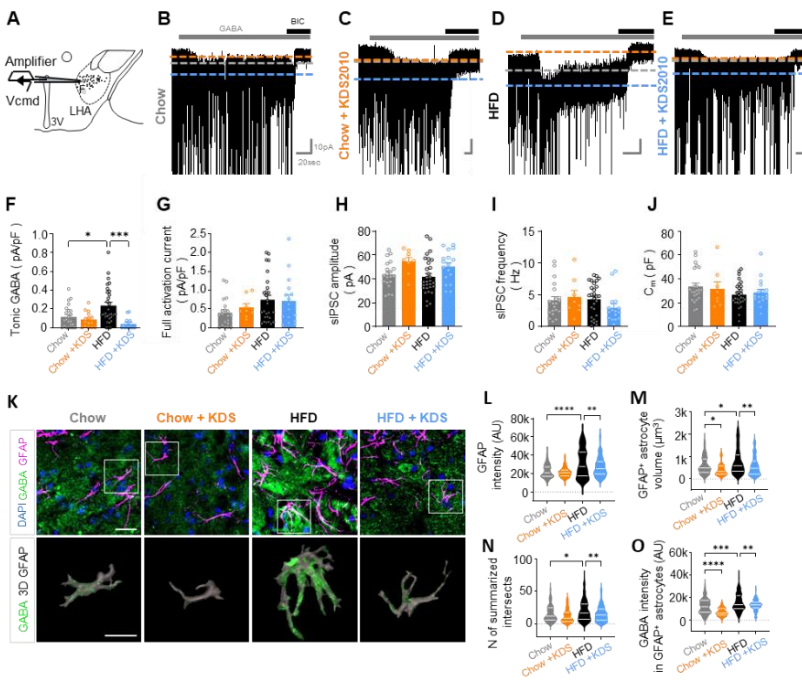 A
Amplifier
Vcmd
3V
LHA
B
GABA
BIC
Chow
10pA
20sec
C
Chow + KDS2010
D
HFD
E
HFD + KDS2010
F
Tonic GABA ( pA/pF)
1.0
0.8
0.6
0.4
0.2
0
*
***
Chow
Chow +KDS
HFD
HFD +KDS
G
Full activation current
( pA/pF)
2.5
2.0
1.5
1.0
0.5
0.0
Chow
Chow +KDS
HFD
HFD +KDS
H
sIPSC amplitude
( pA)
80
60
40
20
0
Chow
Chow +KDS
HFD
HFD +KDS
I
sIPSC frequency
( Hz)
15
10
5
0
Chow
Chow +KDS
HFD
HFD +KDS
J
Cm ( pF)
80
60
40
20
0
Chow
Chow +KDS
HFD
HFD +KDS
K
Chow
Chow + KDS
HFD
HFD + KDS
DAPI GABA GFAP
GABA 3D GFAP
L
GFAP
intensity (AU)
80k
60k
40k
20k
0
****
**
Chow
Chow +KDS
HFD
HFD +KDS
M
GFAP+ astrocyte
volume (μm³)
3k
2k
1k
0
*
*
**
Chow
Chow +KDS
HFD
HFD +KDS
N
N of summarized
intersects
60
40
20
0
*
**
Chow
Chow +KDS
HFD
HFD +KDS
O
GABA intensity
in GFAP+ astrocytes (AU)
60k
40k
20k
0
***
****
**
Chow
Chow +KDS
HFD
HFD +KDS